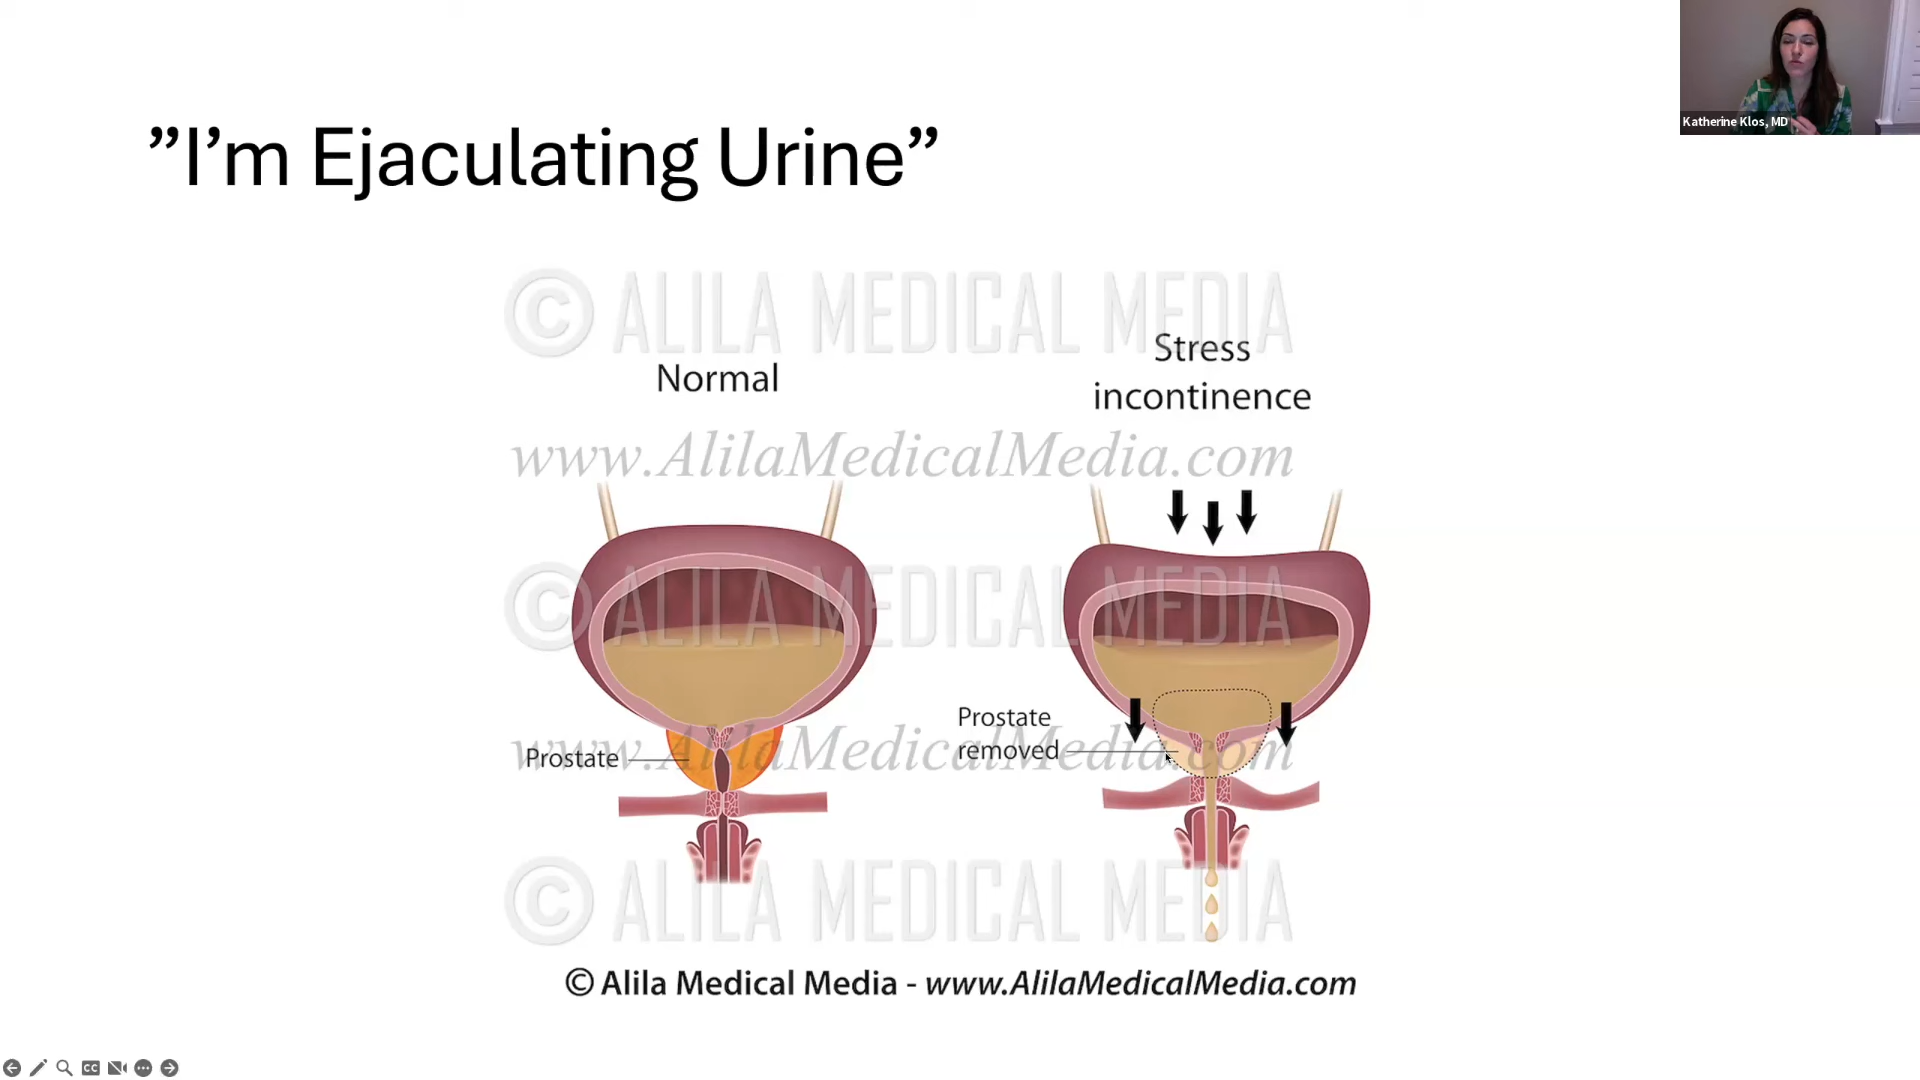 Katherine Klos, MD
”I’m Ejaculating Urine”
© ALILA MEDICAL MEDIA
Normal
Stress
incontinence
www.AlilaMedicalMedia.com
© ALILA MEDICAL MEDIA
Prostate
Prostate
removed
www.AlilaMedicalMedia.com
© ALILA MEDICAL MEDIA
© Alila Medical Media - www.AlilaMedicalMedia.com
CC